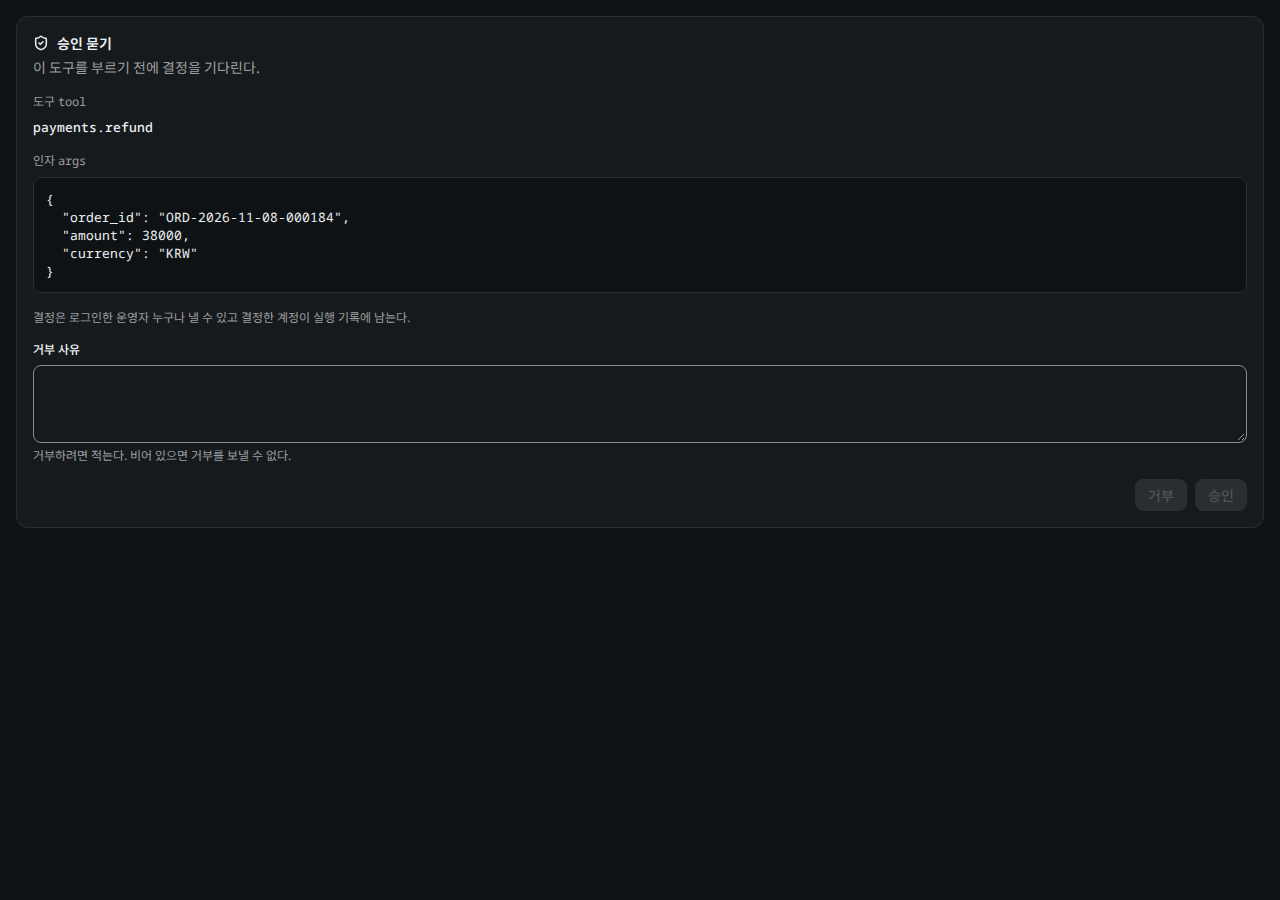 승인 묻기
이 도구를 부르기 전에 결정을 기다린다.
도구 tool
payments.refund
인자 args
{
  "order_id": "ORD-2026-11-08-000184",
  "amount": 38000,
  "currency": "KRW"
}
결정은 로그인한 운영자 누구나 낼 수 있고 결정한 계정이 실행 기록에 남는다.
거부 사유
거부하려면 적는다. 비어 있으면 거부를 보낼 수 없다.
거부 승인